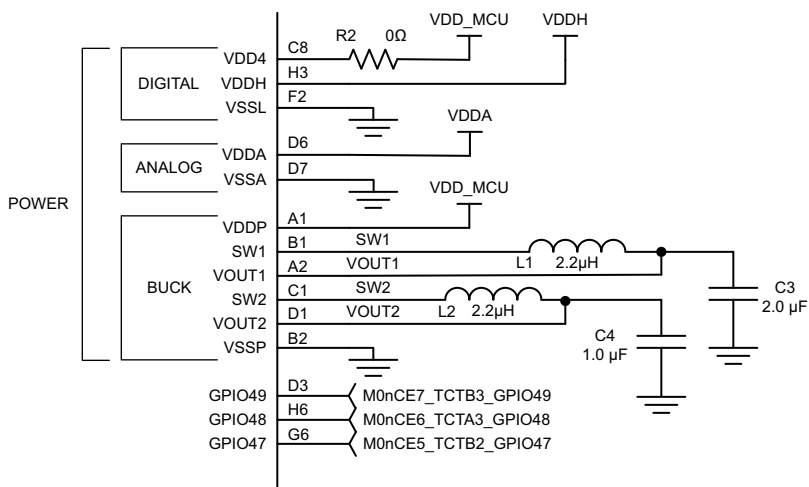 R2 0Ω VDD_MCU VDDH
VDD4 C8
DIGITAL VDDH H3
VSSL F2
VDDA
VDDA D6
ANALOG
VSSA D7
POWER
VDD_MCU
VDDP A1
SW1 B1 SW1
L1 2.2µH
VOUT1 A2 VOUT1
BUCK
SW2 C1 SW2
C3
2.0 µF
VOUT2 D1 VOUT2
L2 2.2µH
C4
1.0 µF
VSSP B2
GPIO49 D3 M0nCE7_TCTB3_GPIO49
GPIO48 H6 M0nCE6_TCTA3_GPIO48
GPIO47 G6 M0nCE5_TCTB2_GPIO47